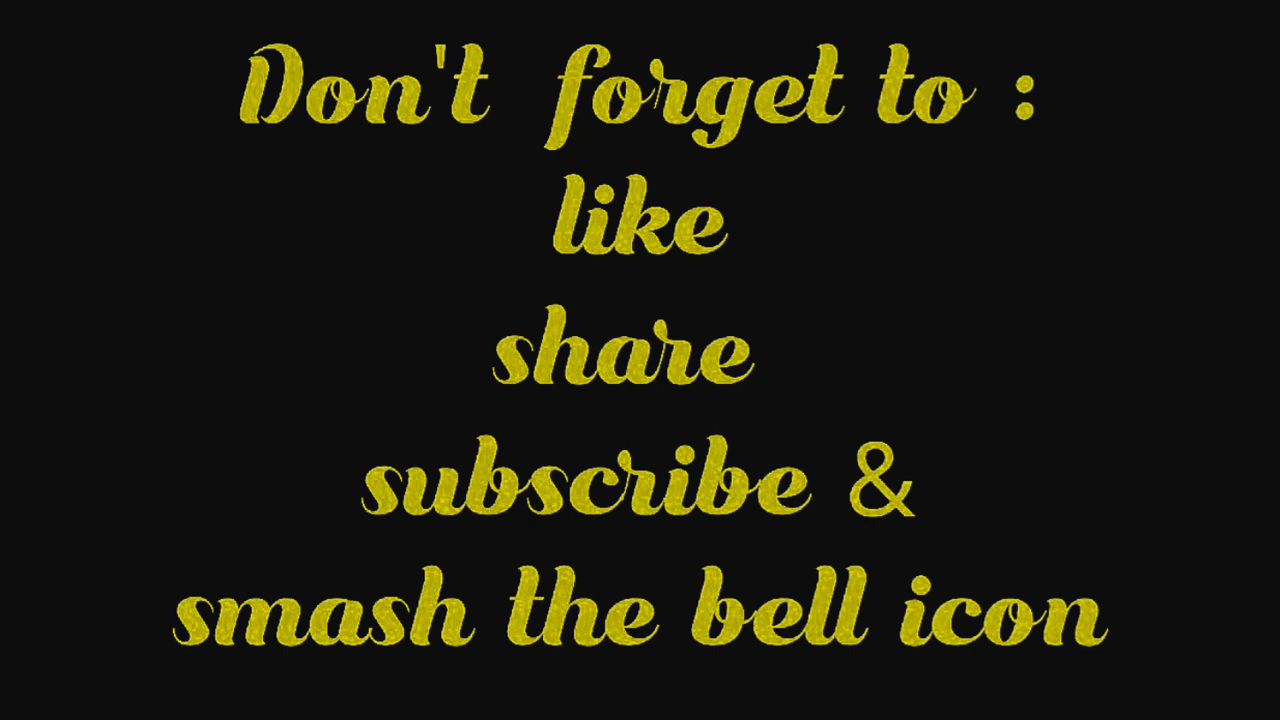 Don't forget to :
like
share
subscribe &
smash the bell icon